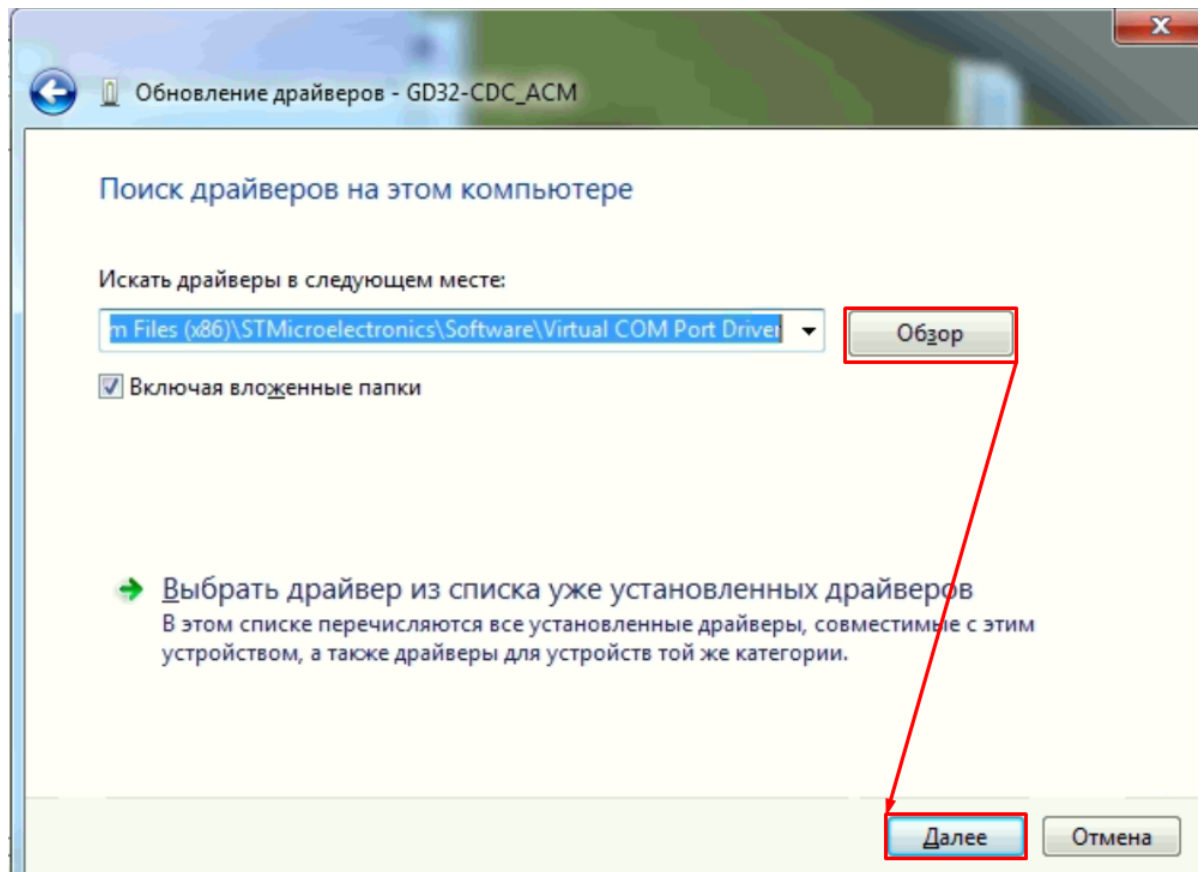 Обновление драйверов - GD32-CDC_ACM
Поиск драйверов на этом компьютере
Искать драйверы в следующем месте:
m Files (x86)\STMicroelectronics\Software\Virtual COM Port Driver
Обзор
Включая вложенные папки
Выбрать драйвер из списка уже установленных драйверов
В этом списке перечисляются все установленные драйверы, совместимые с этим
устройством, а также драйверы для устройств той же категории.
Далее
Отмена